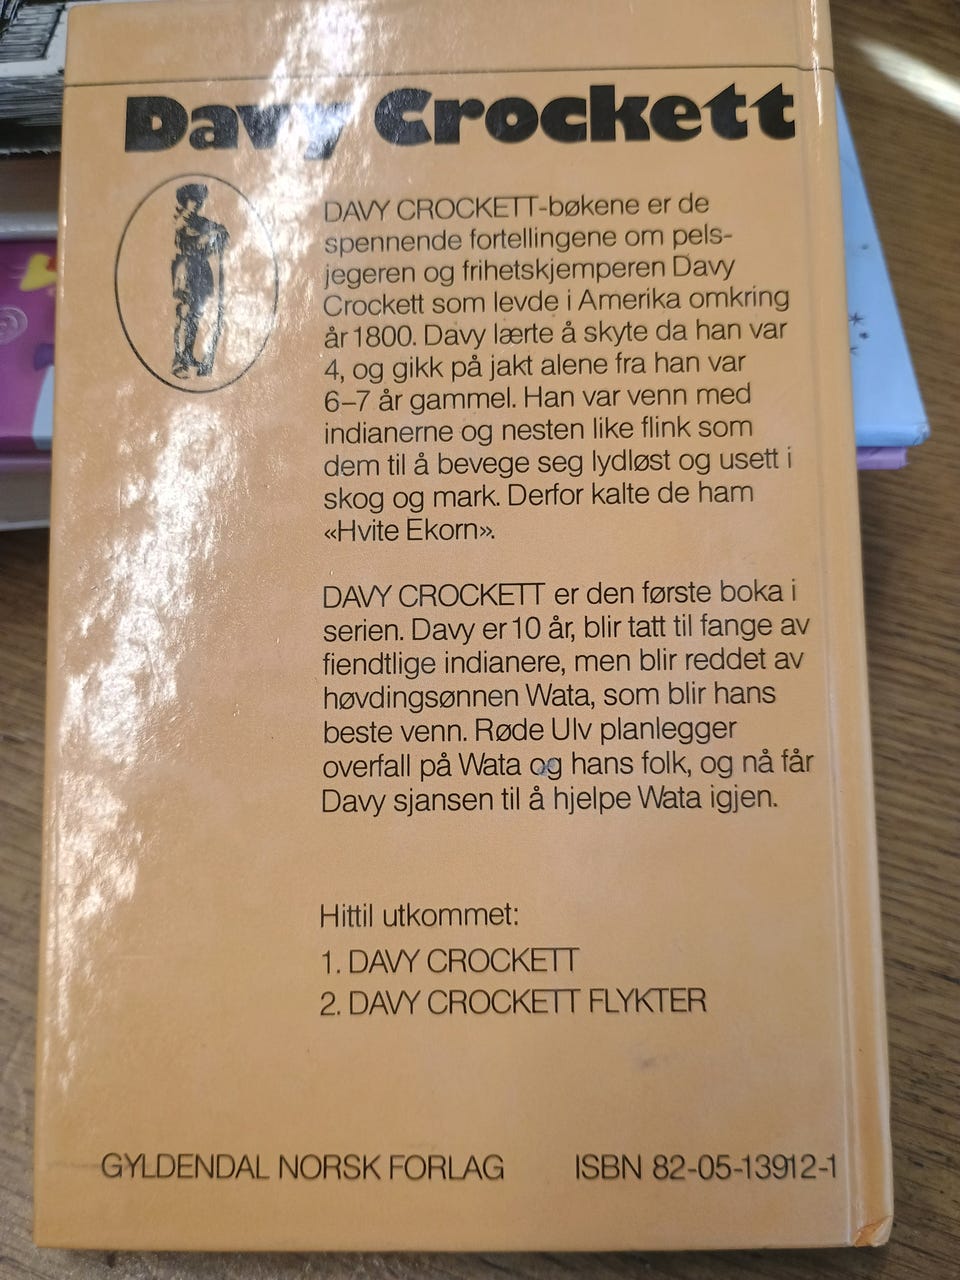 Davy Crockett
DAVY CROCKETT-bøkene er de
spennende fortellingene om pels-
jegeren og frihetskjemperen Davy
Crockett som levde i Amerika omkring
år 1800. Davy lærte å skyte da han var
4, og gikk på jakt alene fra han var
6–7 år gammel. Han var venn med
indianerne og nesten like flink som
dem til å bevege seg lydløst og usett i
skog og mark. Derfor kalte de ham
«Hvite Ekorn».
DAVY CROCKETT er den første boka i
serien. Davy er 10 år, blir tatt til fange av
fiendtlige indianere, men blir reddet av
høvdingsønnen Wata, som blir hans
beste venn. Røde Ulv planlegger
overfall på Wata og hans folk, og nå får
Davy sjansen til å hjelpe Wata igjen.
Hittil utkommet:
1. DAVY CROCKETT
2. DAVY CROCKETT FLYKTER
GYLDENDAL NORSK FORLAG ISBN 82-05-13912-1